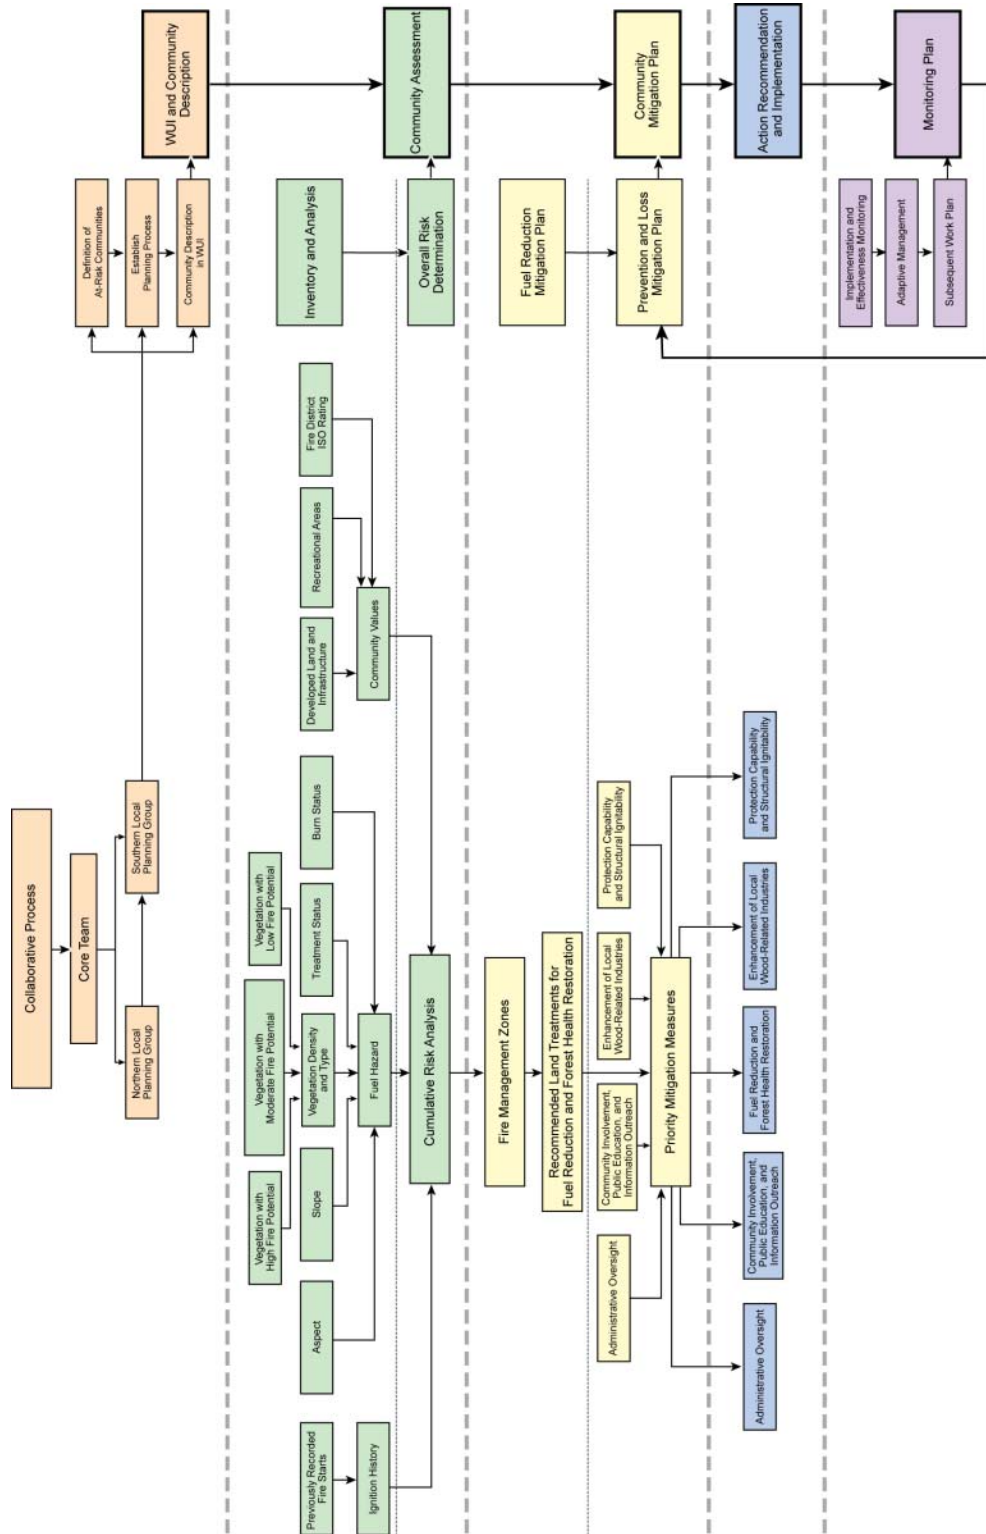 Collaborative Process
Core Team
Northern Local
Planning Group
Southern Local
Planning Group
Definition of
At-Risk Communities
Establish
Planning Process
Community Description
in WUI
WUI and Community
Description
Previously Recorded
Fire Starts
Ignition History
Aspect
Slope
Vegetation with
High Fire Potential
Vegetation with
Moderate Fire Potential
Vegetation with
Low Fire Potential
Vegetation Density
and Type
Treatment Status
Burn Status
Fuel Hazard
Developed Land and
Infrastructure
Recreational Areas
Fire District
ISO Rating
Community Values
Cumulative Risk Analysis
Inventory and Analysis
Overall Risk
Determination
Community Assessment
Fire Management Zones
Recommended Land Treatments for
Fuel Reduction and Forest Health Restoration
Fuel Reduction
Mitigation Plan
Administrative Oversight
Community Involvement,
Public Education, and
Information Outreach
Enhancement of Local
Wood-Related Industries
Protection Capability
and Structural Ignitability
Priority Mitigation Measures
Prevention and Loss
Mitigation Plan
Community
Mitigation Plan
Administrative Oversight
Community Involvement,
Public Education, and
Information Outreach
Fuel Reduction and
Forest Health Restoration
Enhancement of Local
Wood-Related Industries
Protection Capability
and Structural Ignitability
Action Recommendation
and Implementation
Implementation and
Effectiveness Monitoring
Adaptive Management
Subsequent Work Plan
Monitoring Plan